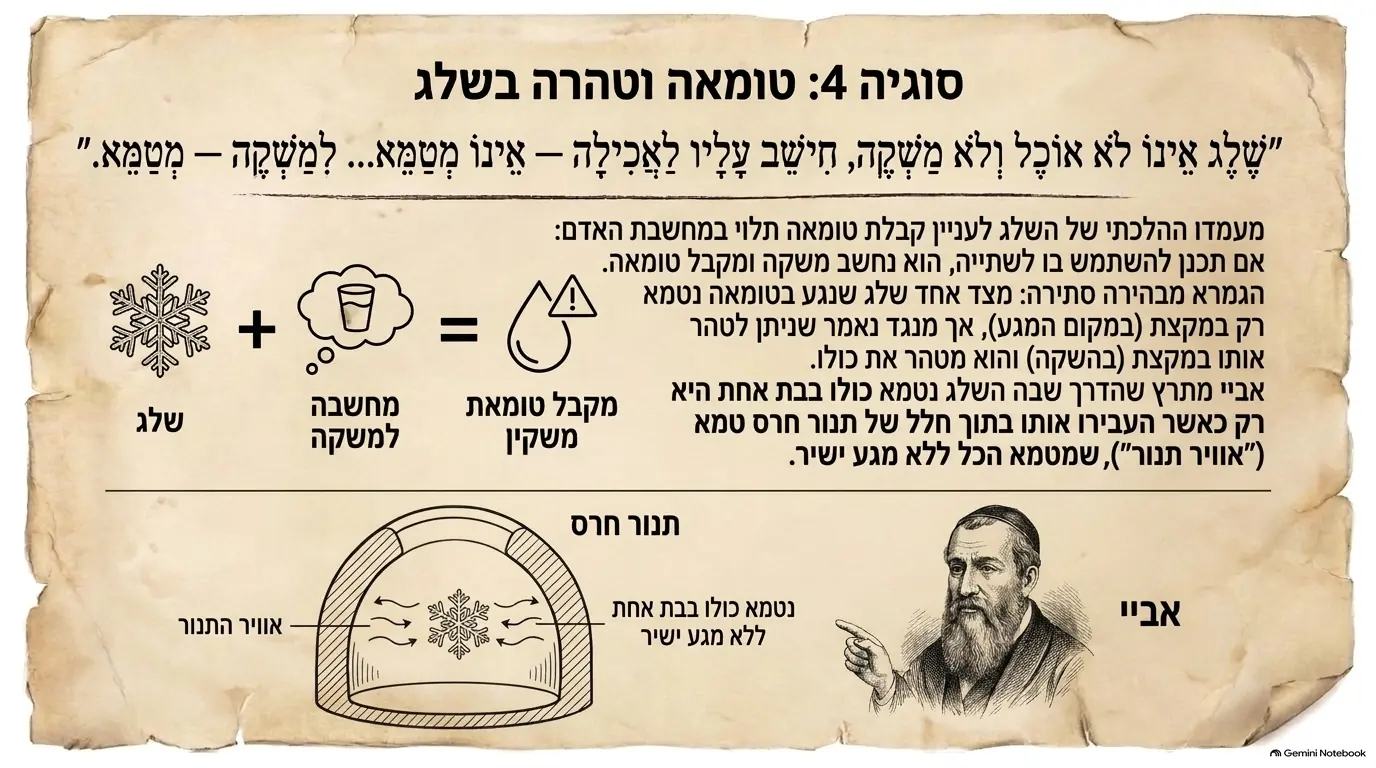 סוגיה 4: טומאה וטהרה בשלג
"שֶׁלֶג אֵינוֹ לֹא אוֹכֶל וְלֹא מַשְׁקֶה, חִישֵּׁב עָלָיו לַאֲכִילָה – אֵינוֹ מְטַמֵּא... לְמַשְׁקֶה – מְטַמֵּא."
מעמדו ההלכתי של השלג לעניין קבלת טומאה תלוי במחשבת האדם:
אם תכנן להשתמש בו לשתייה, הוא נחשב משקה ומקבל טומאה.
הגמרא מבהירה סתירה: מצד אחד שלג שנגע בטומאה נטמא
רק במקצת (במקום המגע), אך מנגד נאמר שניתן לטהר
אותו במקצת (בהשקה) והוא מטהר את כולו.
אביי מתרץ שהדרך שבה השלג נטמא כולו בבת אחת היא
רק כאשר העבירו אותו בתוך חלל של תנור חרס טמא
("אוויר תנור"), שמטמא הכל ללא מגע ישיר.
שלג
+
מחשבה
למשקה
=
מקבל טומאת
משקין
תנור חרס
נטמא כולו בבת אחת
ללא מגע ישיר
אוויר התנור
אביי
Gemini Notebook